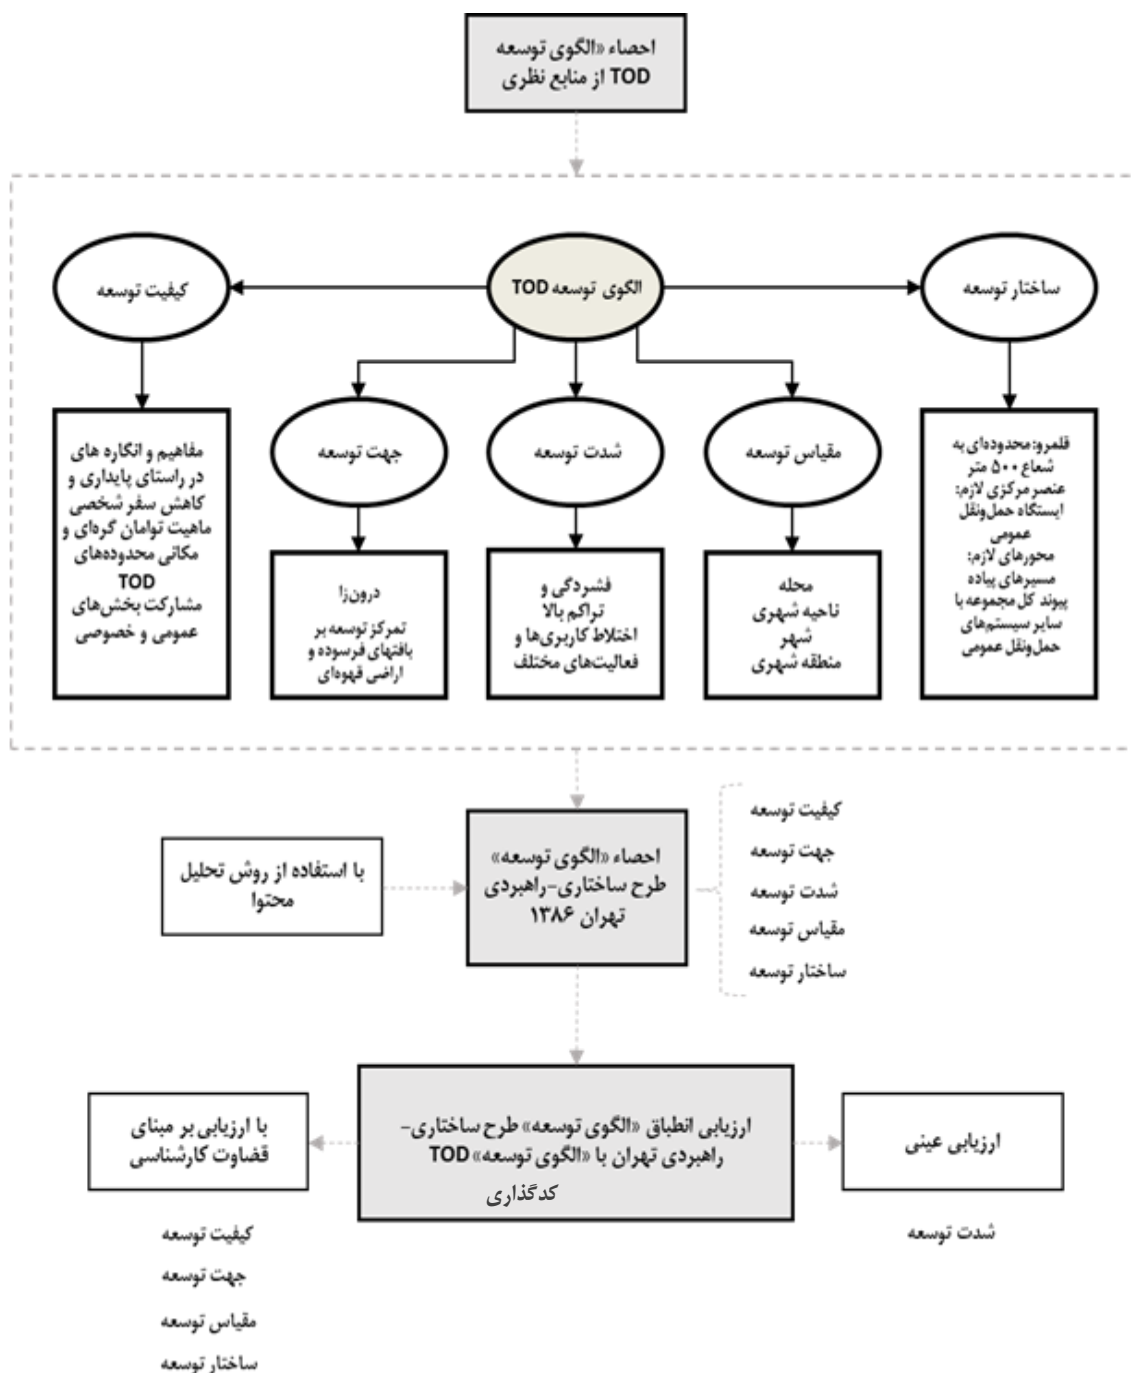 احصاء «الگوی توسعه
TOD از منابع نظری
ساختار توسعه
الگوی توسعه TOD
کیفیت توسعه
مقیاس توسعه
شدت توسعه
جهت توسعه
قلمرو: محدوده‌ای به
شعاع ۵۰۰ متر
عنصر مرکزی لازم:
ایستگاه حمل‌ونقل
عمومی
محورهای لازم:
مسیرهای پیاده
پیوند کل مجموعه با
سایر سیستم‌های
حمل‌ونقل عمومی
محله
ناحیه شهری
شهر
منطقه شهری
فشردگی و
تراکم بالا
اختلاط کاربری‌ها و
فعالیت‌های مختلف
درون‌زا
تمرکز توسعه بر
بافتهای فرسوده و
اراضی قهوه‌ای
مفاهیم و انگاره های
در راستای پایداری و
کاهش سفر شخصی
ماهیت توامان گره‌ای و
مکانی محدوده‌های
TOD
مشارکت بخش‌های
عمومی و خصوصی
کیفیت توسعه
جهت توسعه
شدت توسعه
مقیاس توسعه
ساختار توسعه
احصاء «الگوی توسعه»
طرح ساختاری-راهبردی
تهران ۱۳۸۶
با استفاده از روش تحلیل
محتوا
ارزیابی عینی
شدت توسعه
ارزیابی انطباق «الگوی توسعه» طرح ساختاری-
راهبردی تهران با «الگوی توسعه» TOD
کدگذاری
با ارزیابی بر مبنای
قضاوت کارشناسی
کیفیت توسعه
جهت توسعه
مقیاس توسعه
ساختار توسعه